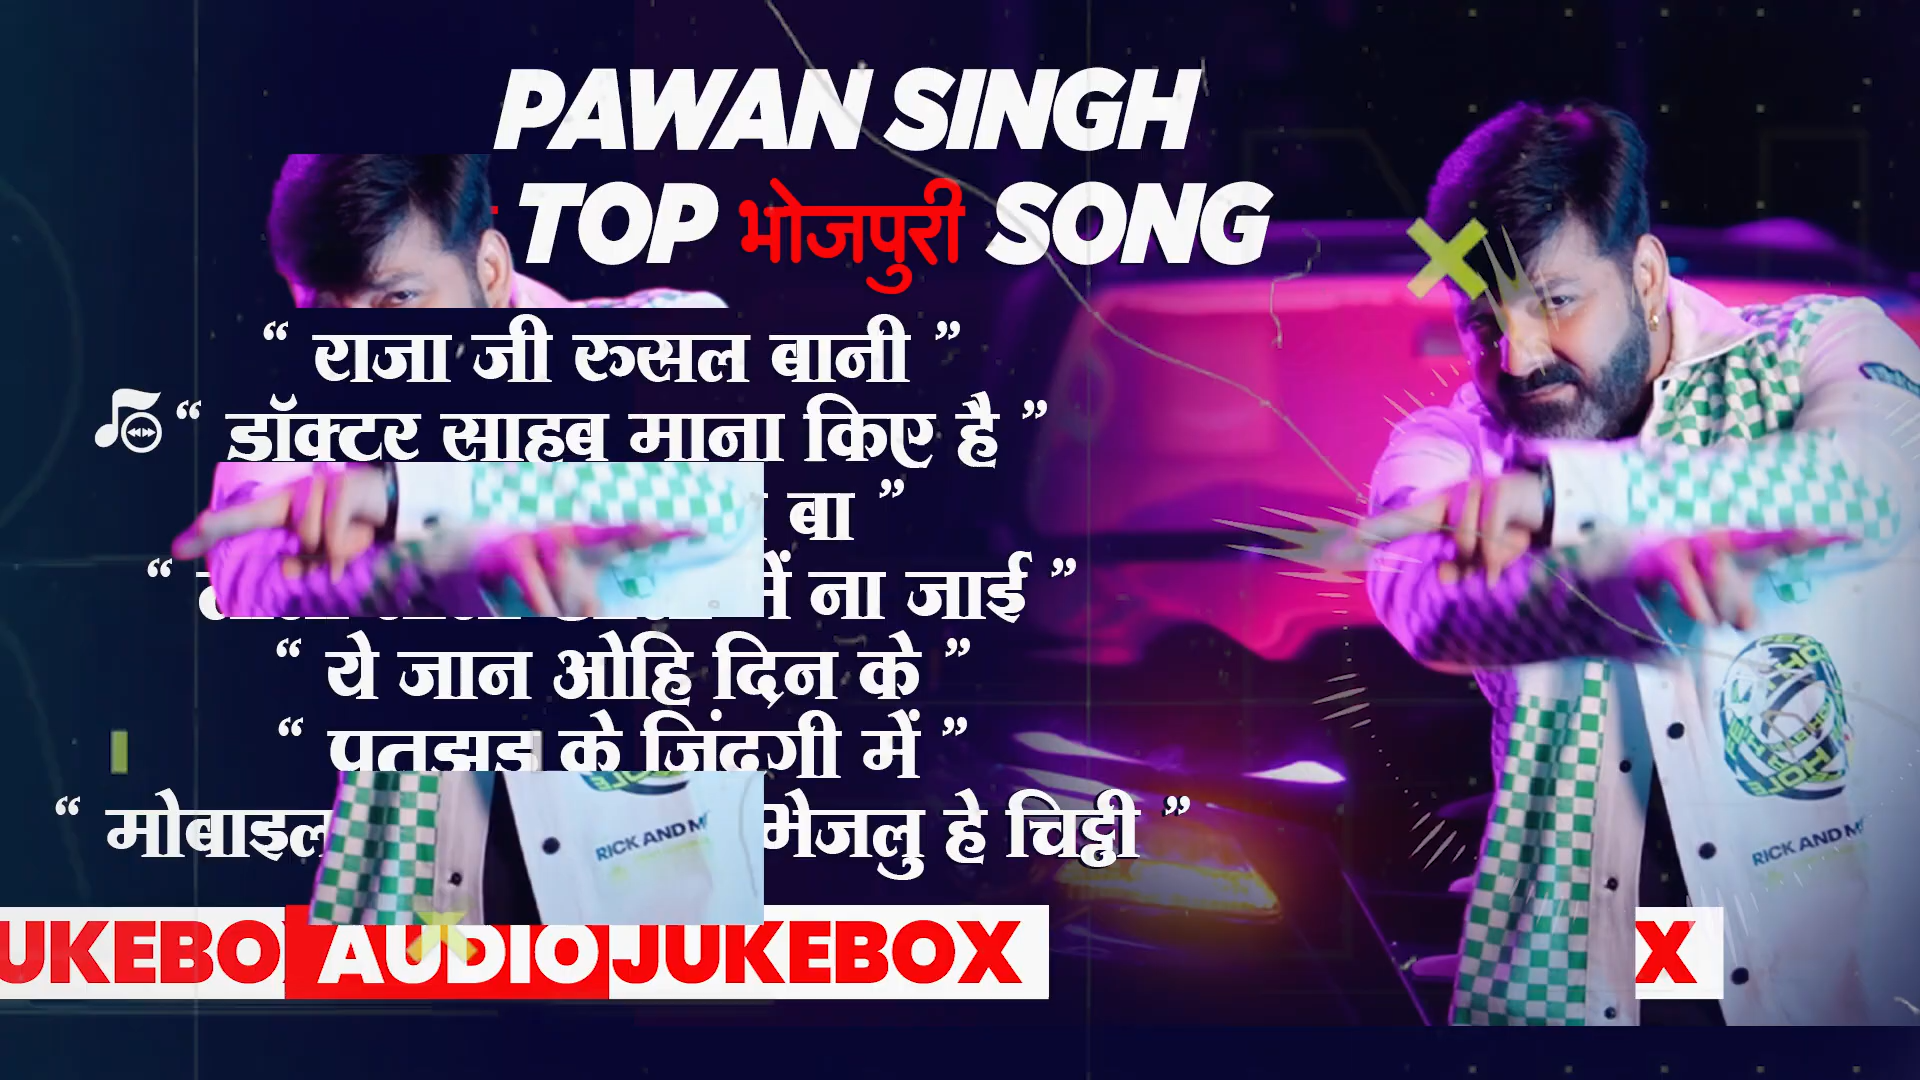 PAWAN SINGH
TOP भोजपुरी SONG
“ राजा जी रुसल बानी ”
“ डॉक्टर साहब माना किए है ”
बा ”
“ में ना जाई ”
“ ये जान ओहि दिन के ”
“ पतझड़ के जिंदगी में ”
“ मोबाइल भेजलु हे चिट्ठी ”
UKEBO AUDIO JUKEBOX X
RICK AND M
RICK AND M